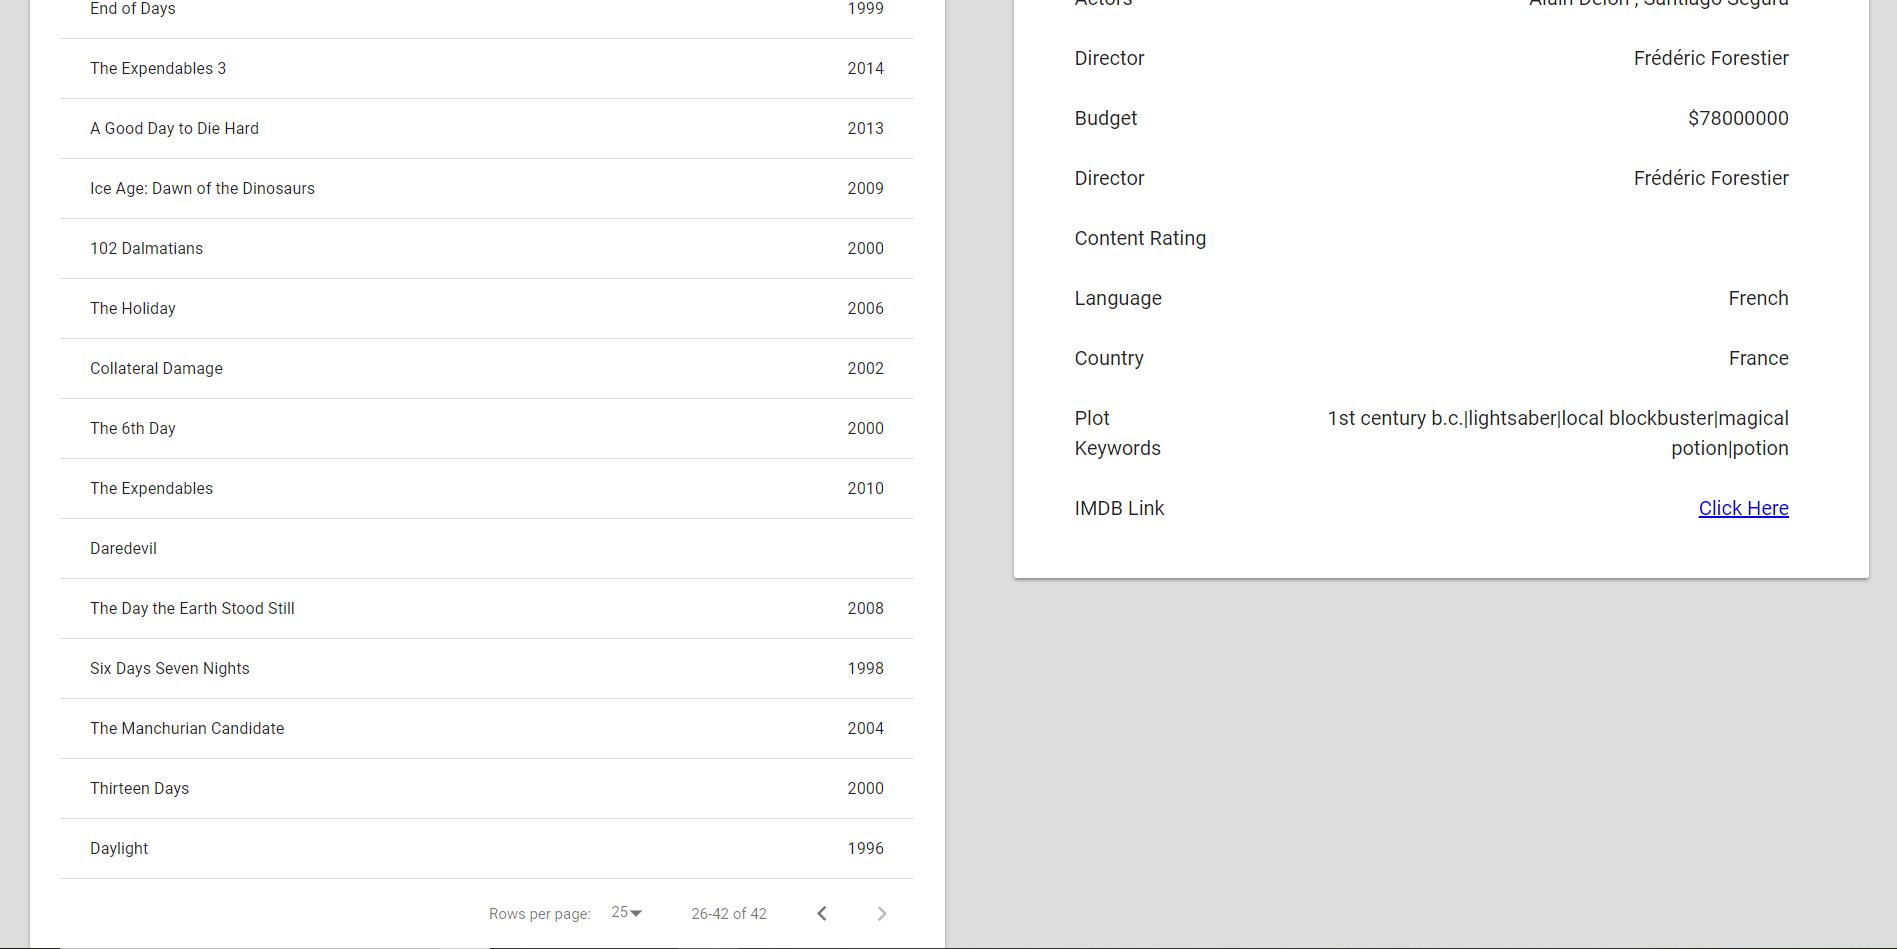 End of Days 1999
The Expendables 3 2014
A Good Day to Die Hard 2013
Ice Age: Dawn of the Dinosaurs 2009
102 Dalmatians 2000
The Holiday 2006
Collateral Damage 2002
The 6th Day 2000
The Expendables 2010
Daredevil
The Day the Earth Stood Still 2008
Six Days Seven Nights 1998
The Manchurian Candidate 2004
Thirteen Days 2000
Daylight 1996
Rows per page: 25 26-42 of 42
Actors Alain Delon , Santiago Segura
Director Frédéric Forestier
Budget $78000000
Director Frédéric Forestier
Content Rating
Language French
Country France
Plot 1st century b.c.|lightsaber|local blockbuster|magical
Keywords potion|potion
IMDB Link Click Here